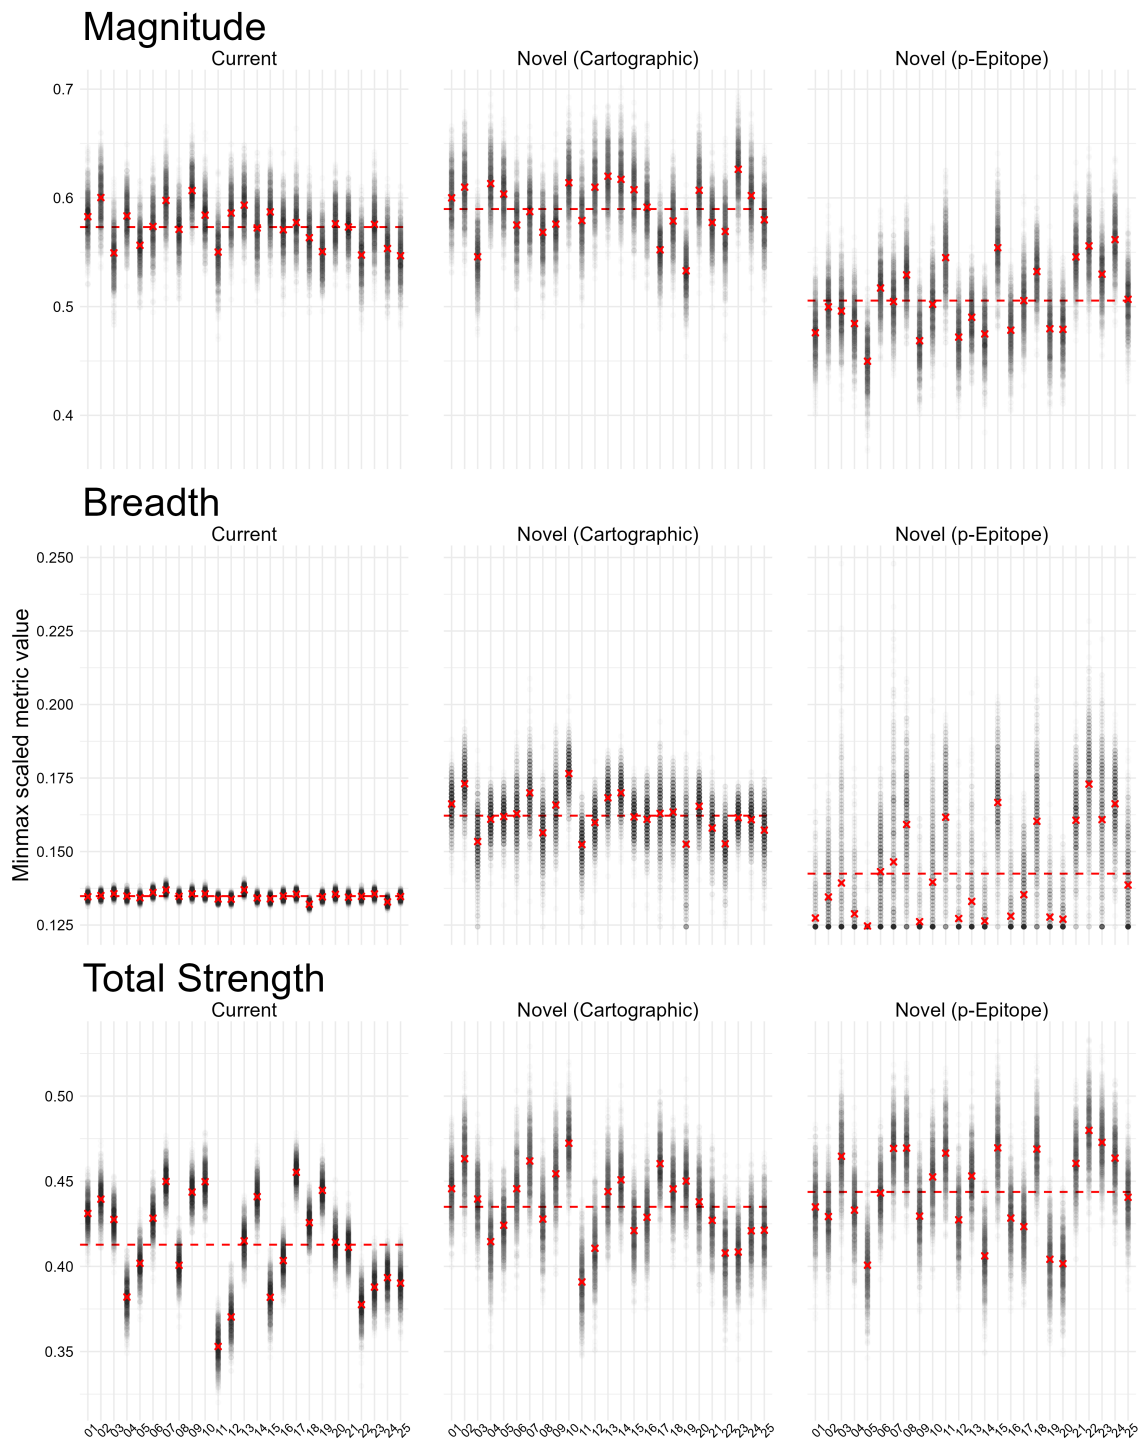 Magnitude
Current Novel (Cartographic) Novel (p-Epitope)
0.7
0.6
0.5
0.4
Breadth
Current Novel (Cartographic) Novel (p-Epitope)
0.250
0.225
0.200
0.175
0.150
0.125
Minmax scaled metric value
Total Strength
Current Novel (Cartographic) Novel (p-Epitope)
0.50
0.45
0.40
0.35
01 02 03 04 05 06 07 08 09 10 11 12 13 14 15 16 17 18 19 20 21 22 23 24 25 01 02 03 04 05 06 07 08 09 10 11 12 13 14 15 16 17 18 19 20 21 22 23 24 25 01 02 03 04 05 06 07 08 09 10 11 12 13 14 15 16 17 18 19 20 21 22 23 24 25